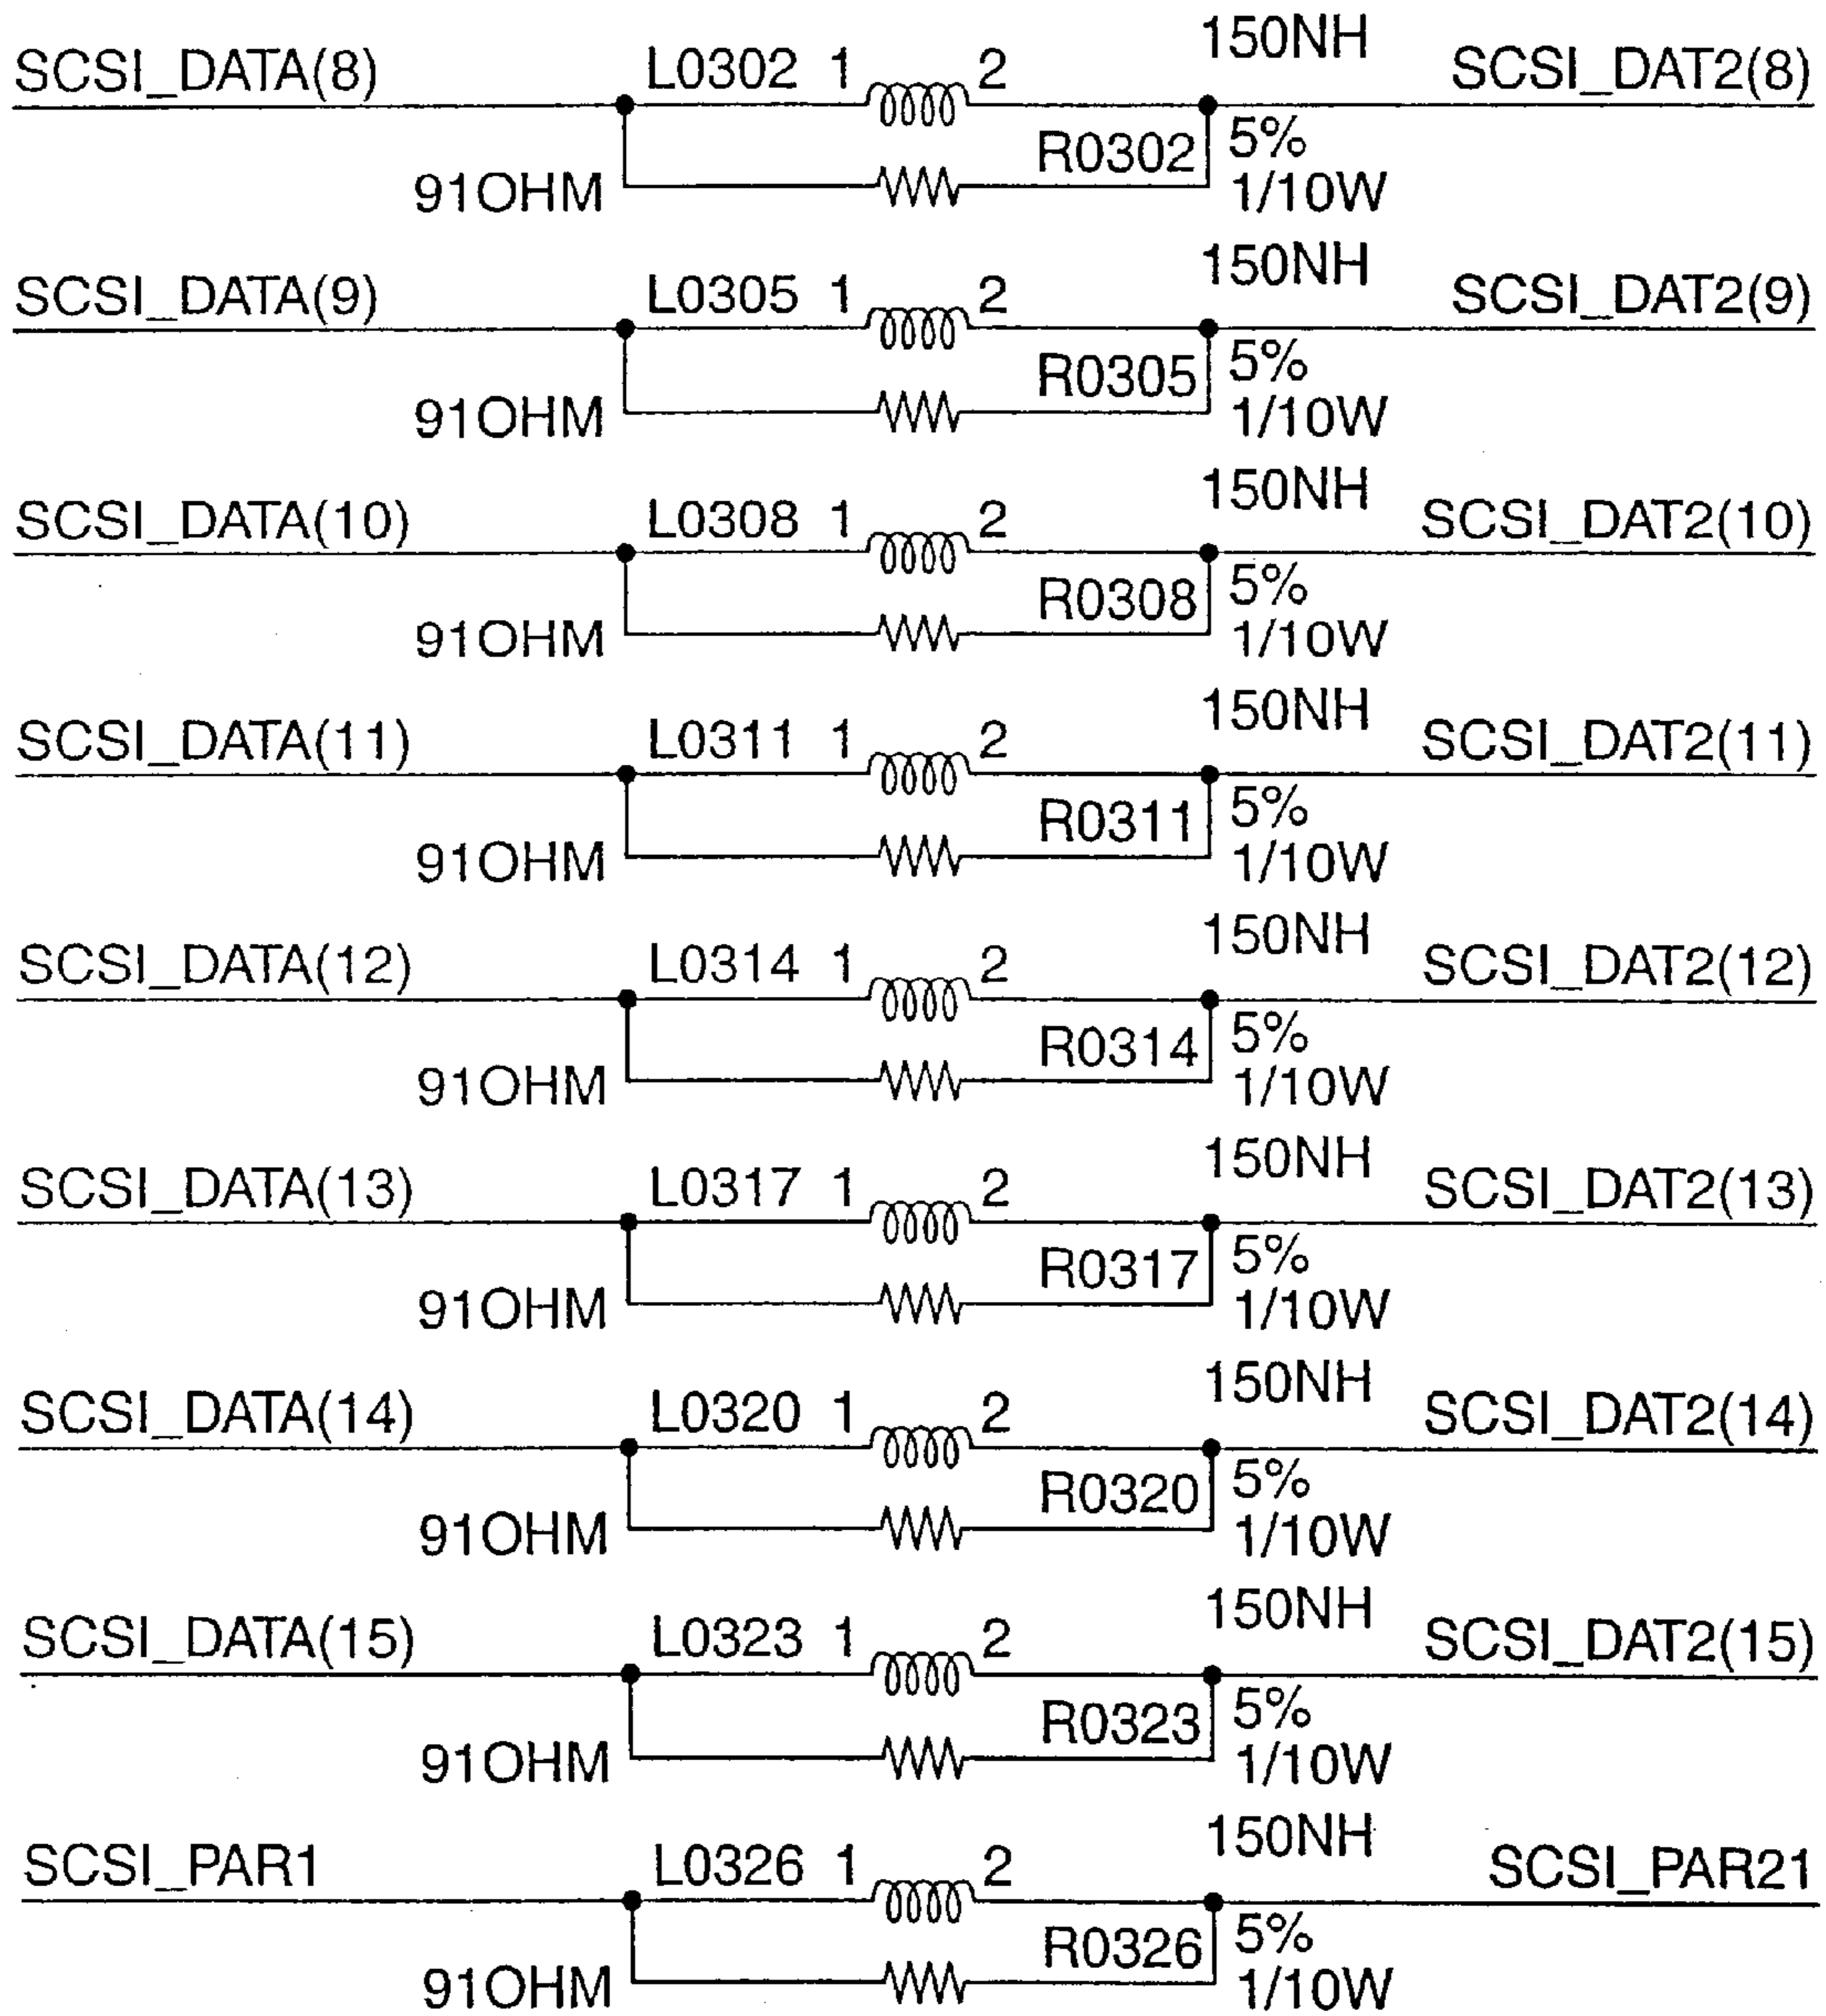 150NH
SCSI_DATA(8) L0302 1 2 SCSI_DAT2(8)
R0302 5%
91OHM 1/10W
150NH
SCSI_DATA(9) L0305 1 2 SCSI_DAT2(9)
R0305 5%
91OHM 1/10W
150NH
SCSI_DATA(10) L0308 1 2 SCSI_DAT2(10)
R0308 5%
91OHM 1/10W
150NH
SCSI_DATA(11) L0311 1 2 SCSI_DAT2(11)
R0311 5%
91OHM 1/10W
150NH
SCSI_DATA(12) L0314 1 2 SCSI_DAT2(12)
R0314 5%
91OHM 1/10W
150NH
SCSI_DATA(13) L0317 1 2 SCSI_DAT2(13)
R0317 5%
91OHM 1/10W
150NH
SCSI_DATA(14) L0320 1 2 SCSI_DAT2(14)
R0320 5%
91OHM 1/10W
150NH
SCSI_DATA(15) L0323 1 2 SCSI_DAT2(15)
R0323 5%
91OHM 1/10W
150NH
SCSI_PAR1 L0326 1 2 SCSI_PAR21
R0326 5%
91OHM 1/10W